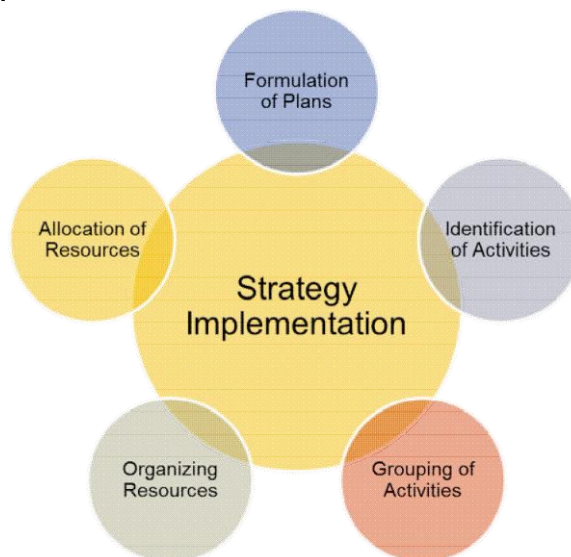 Formulation
of Plans
Allocation of
Resources
Identification
of Activities
Strategy
Implementation
Organizing
Resources
Grouping of
Activities